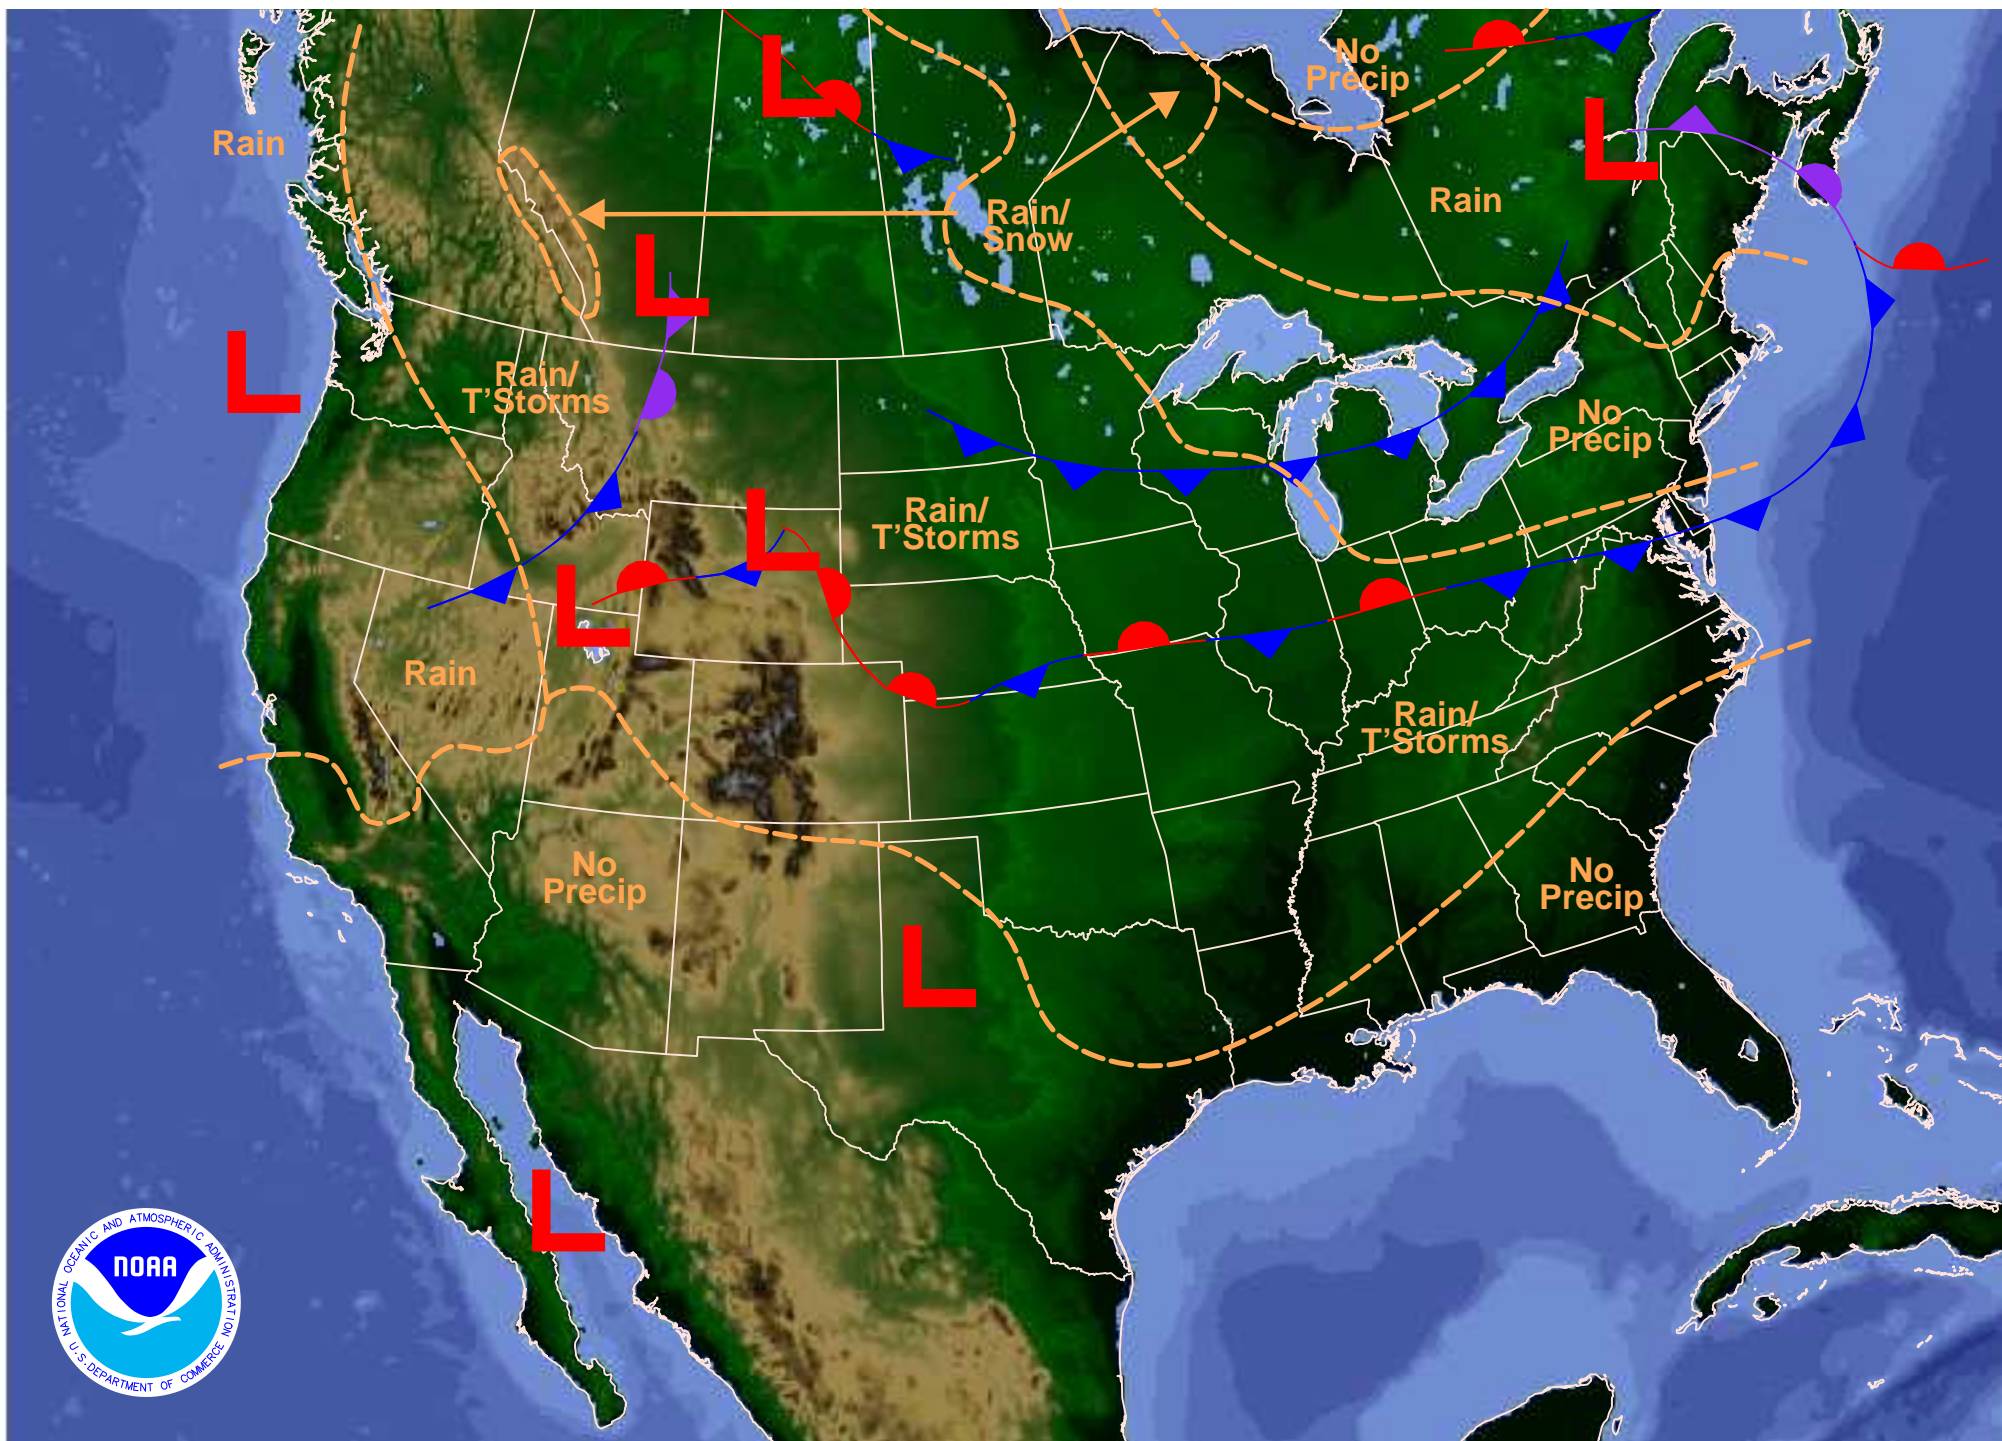 No
Precip
Rain
Rain/
Snow
Rain
Rain/
T'Storms
No
Precip
Rain/
T'Storms
Rain
Rain/
T'Storms
No
Precip
No
Precip
L
L
L
L
L
L
L
L
NATIONAL OCEANIC AND ATMOSPHERIC ADMINISTRATION
NOAA
U.S. DEPARTMENT OF COMMERCE